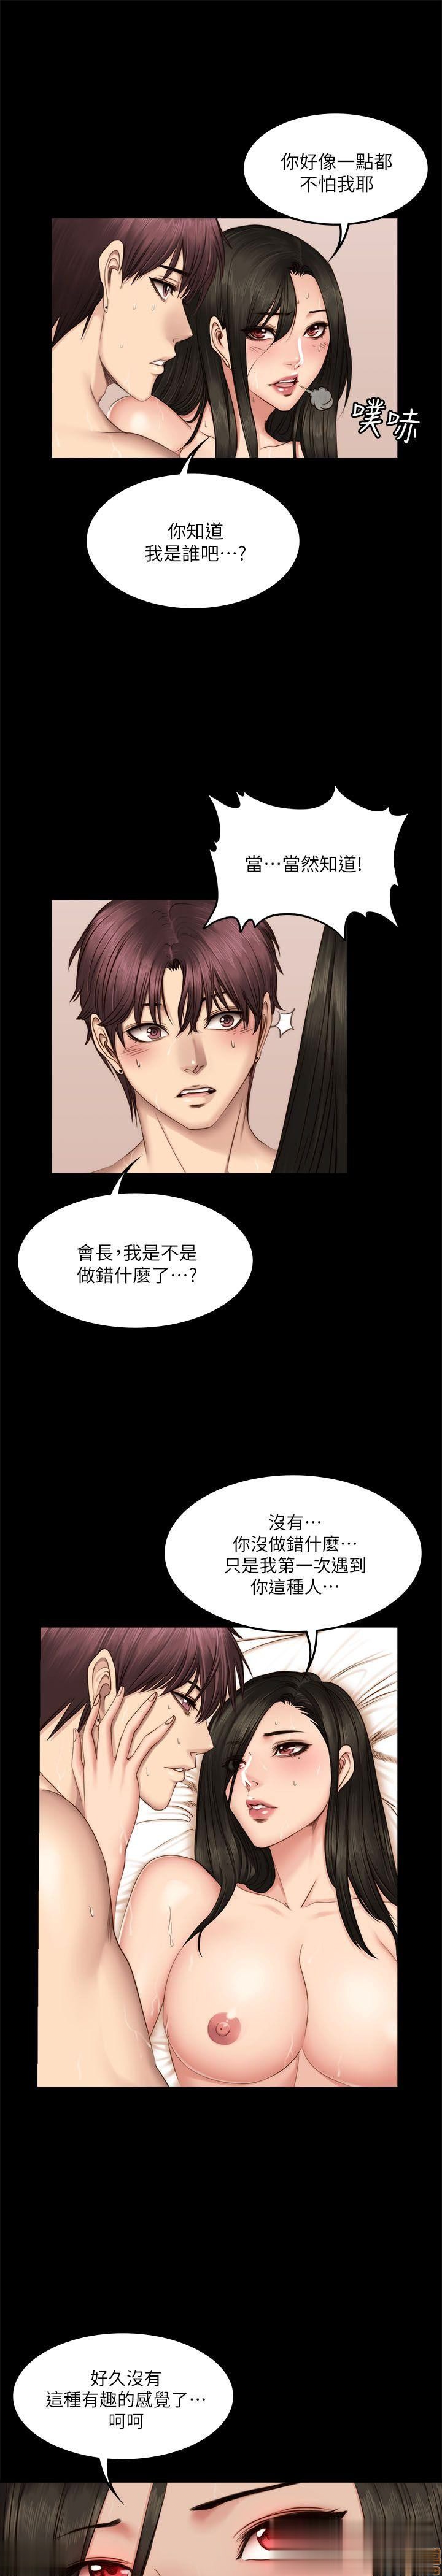 你好像一點都
不怕我耶
噗哧
你知道
我是誰吧⋯?
當⋯當然知道!
會長,我是不是
做錯什麼了⋯?
沒有⋯
你沒做錯什麼⋯
只是我第一次遇到
你這種人⋯
好久沒有
這種有趣的感覺了⋯
呵呵